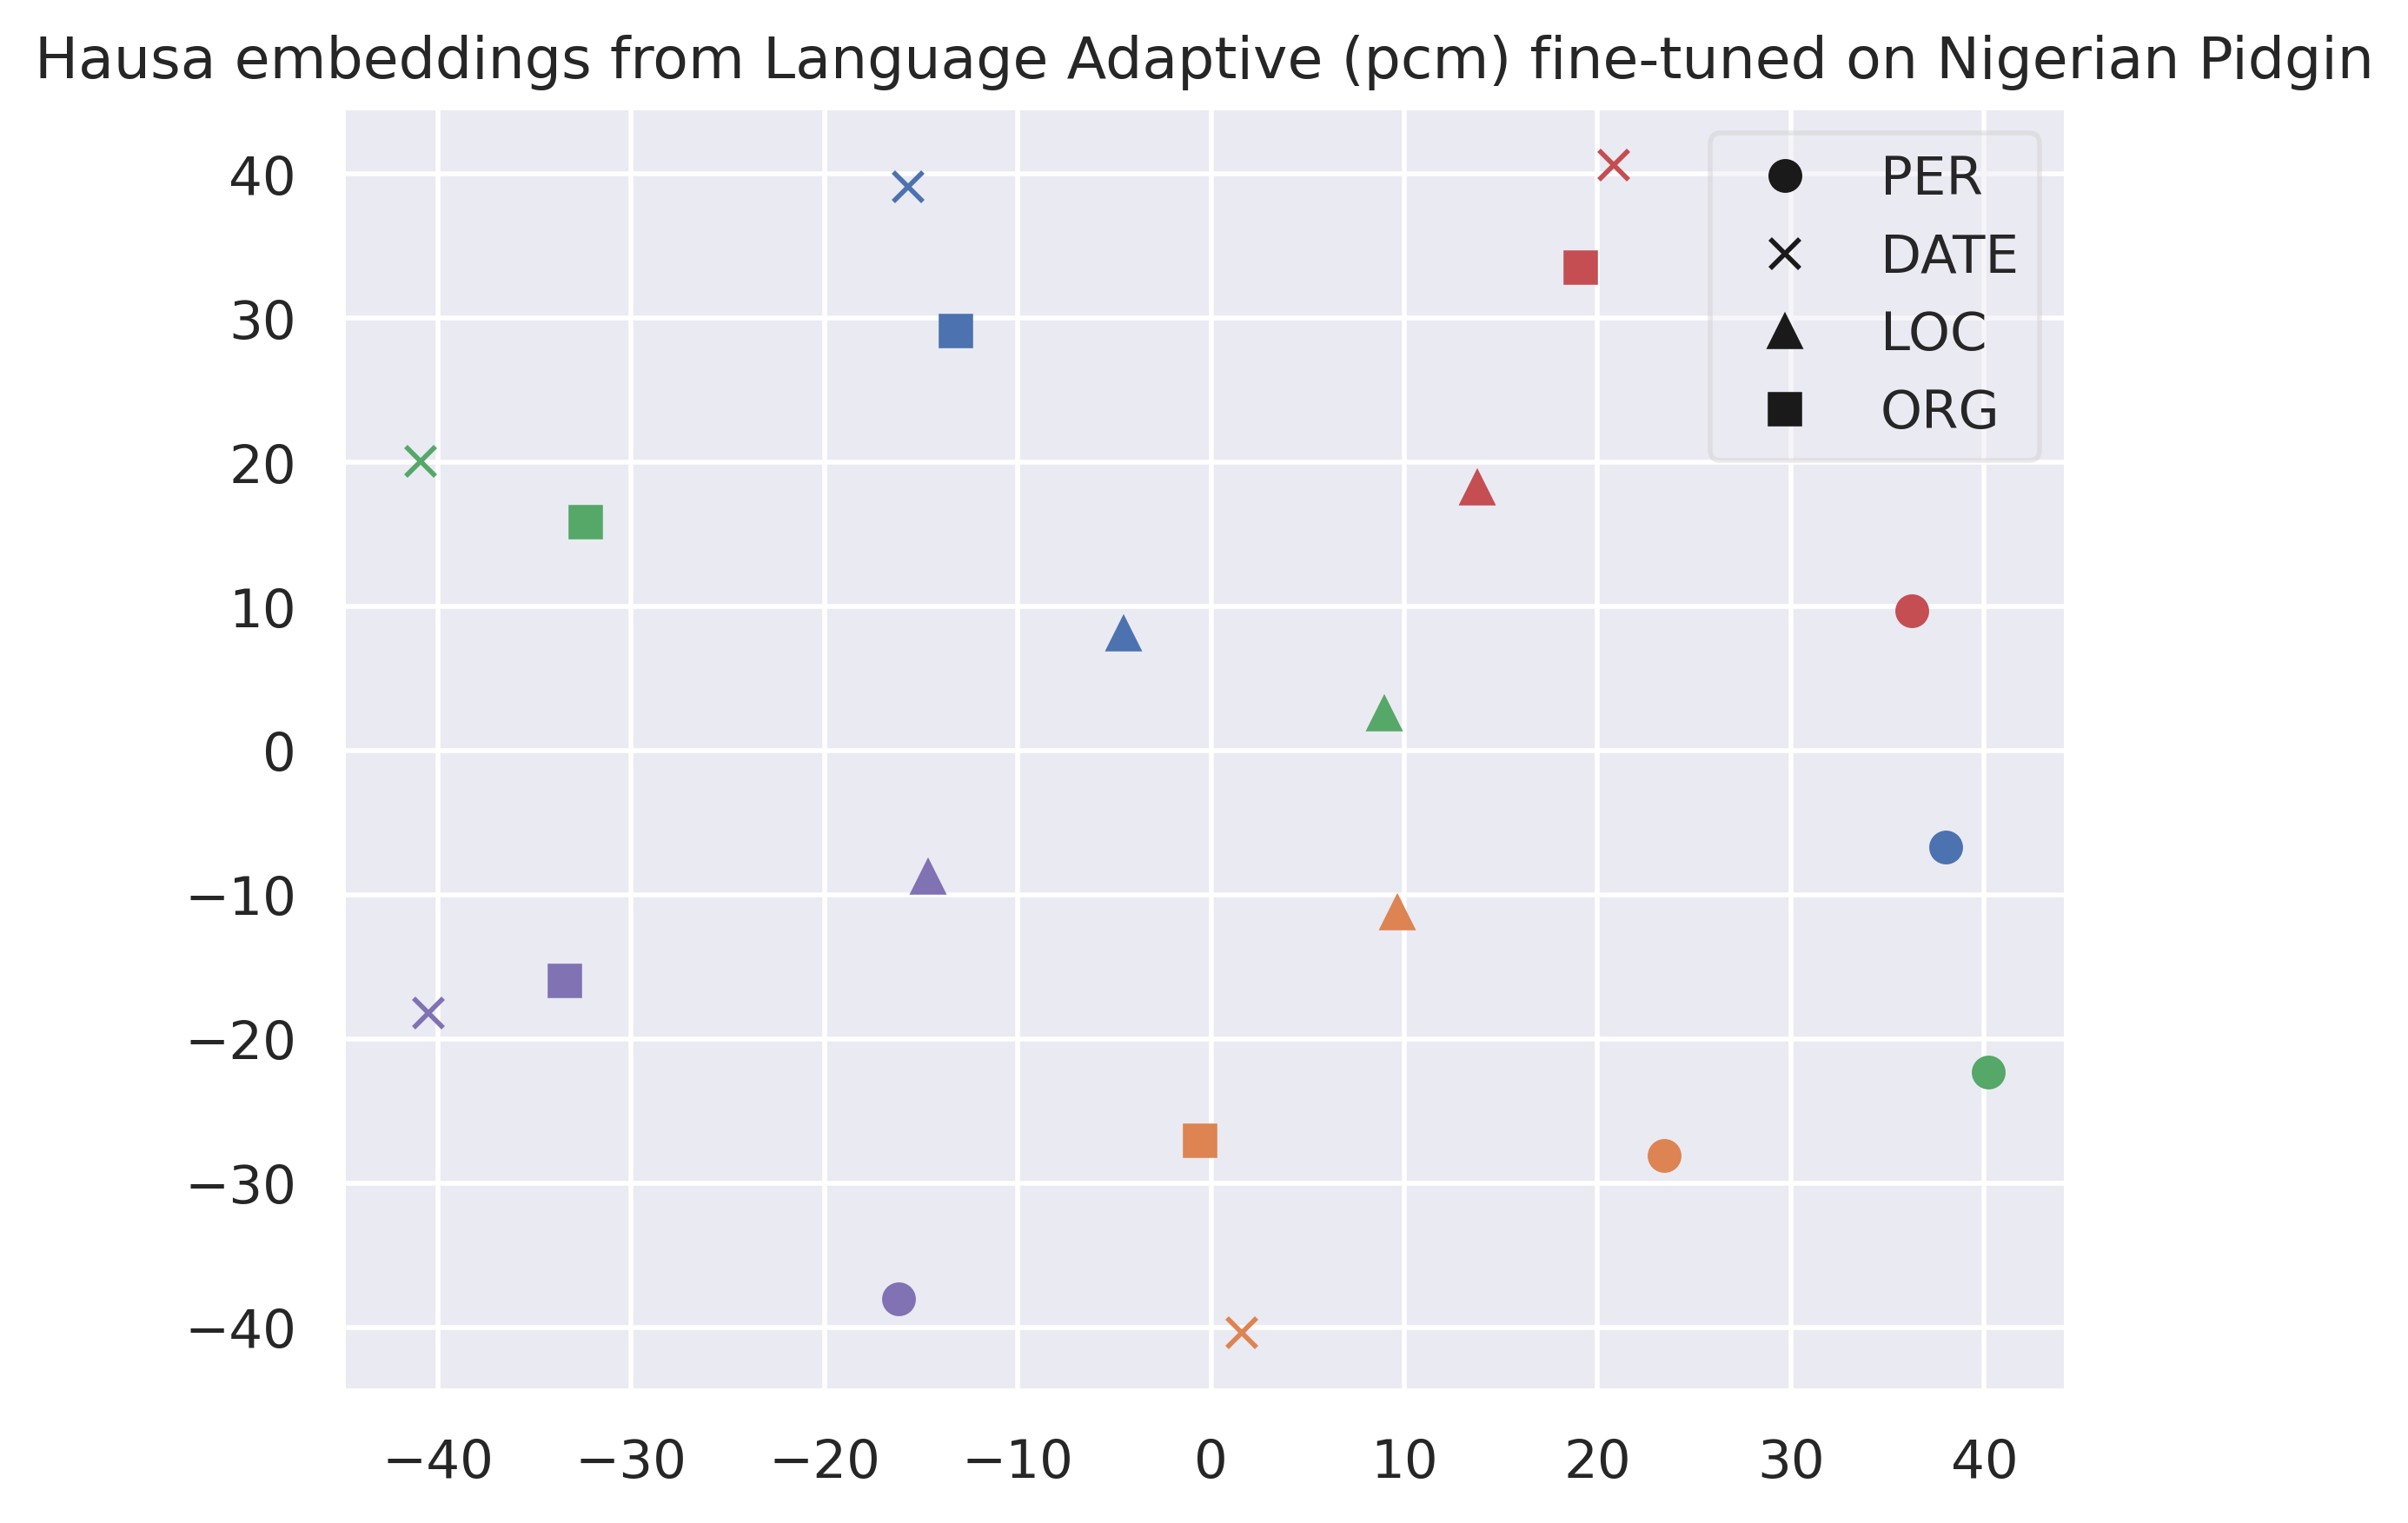 Hausa embeddings from Language Adaptive (pcm) fine-tuned on Nigerian Pidgin
PER
DATE
LOC
ORG
40
30
20
10
0
−10
−20
−30
−40
−40 −30 −20 −10 0 10 20 30 40